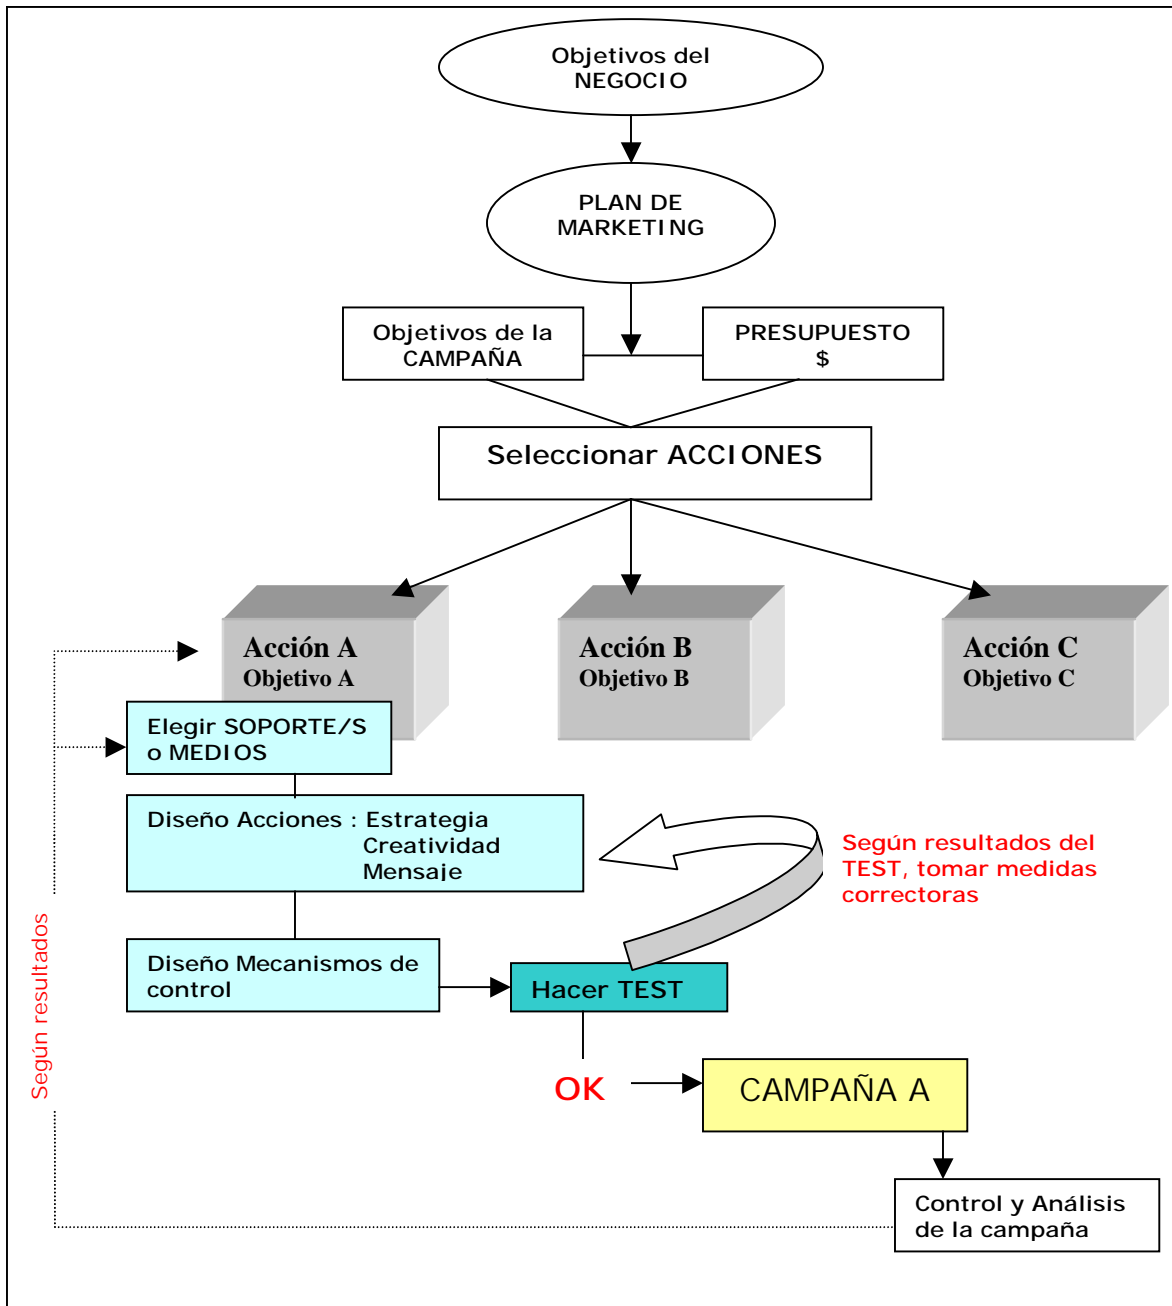 Objetivos del
NEGOCIO
PLAN DE
MARKETING
Objetivos de la
CAMPAÑA
PRESUPUESTO
$
Seleccionar ACCIONES
Acción A
Objetivo A
Acción B
Objetivo B
Acción C
Objetivo C
Elegir SOPORTE/S
o MEDIOS
Diseño Acciones : Estrategia
Creatividad
Mensaje
Según resultados del
TEST, tomar medidas
correctoras
Según resultados
Diseño Mecanismos de
control
Hacer TEST
OK
CAMPAÑA A
Control y Análisis
de la campaña